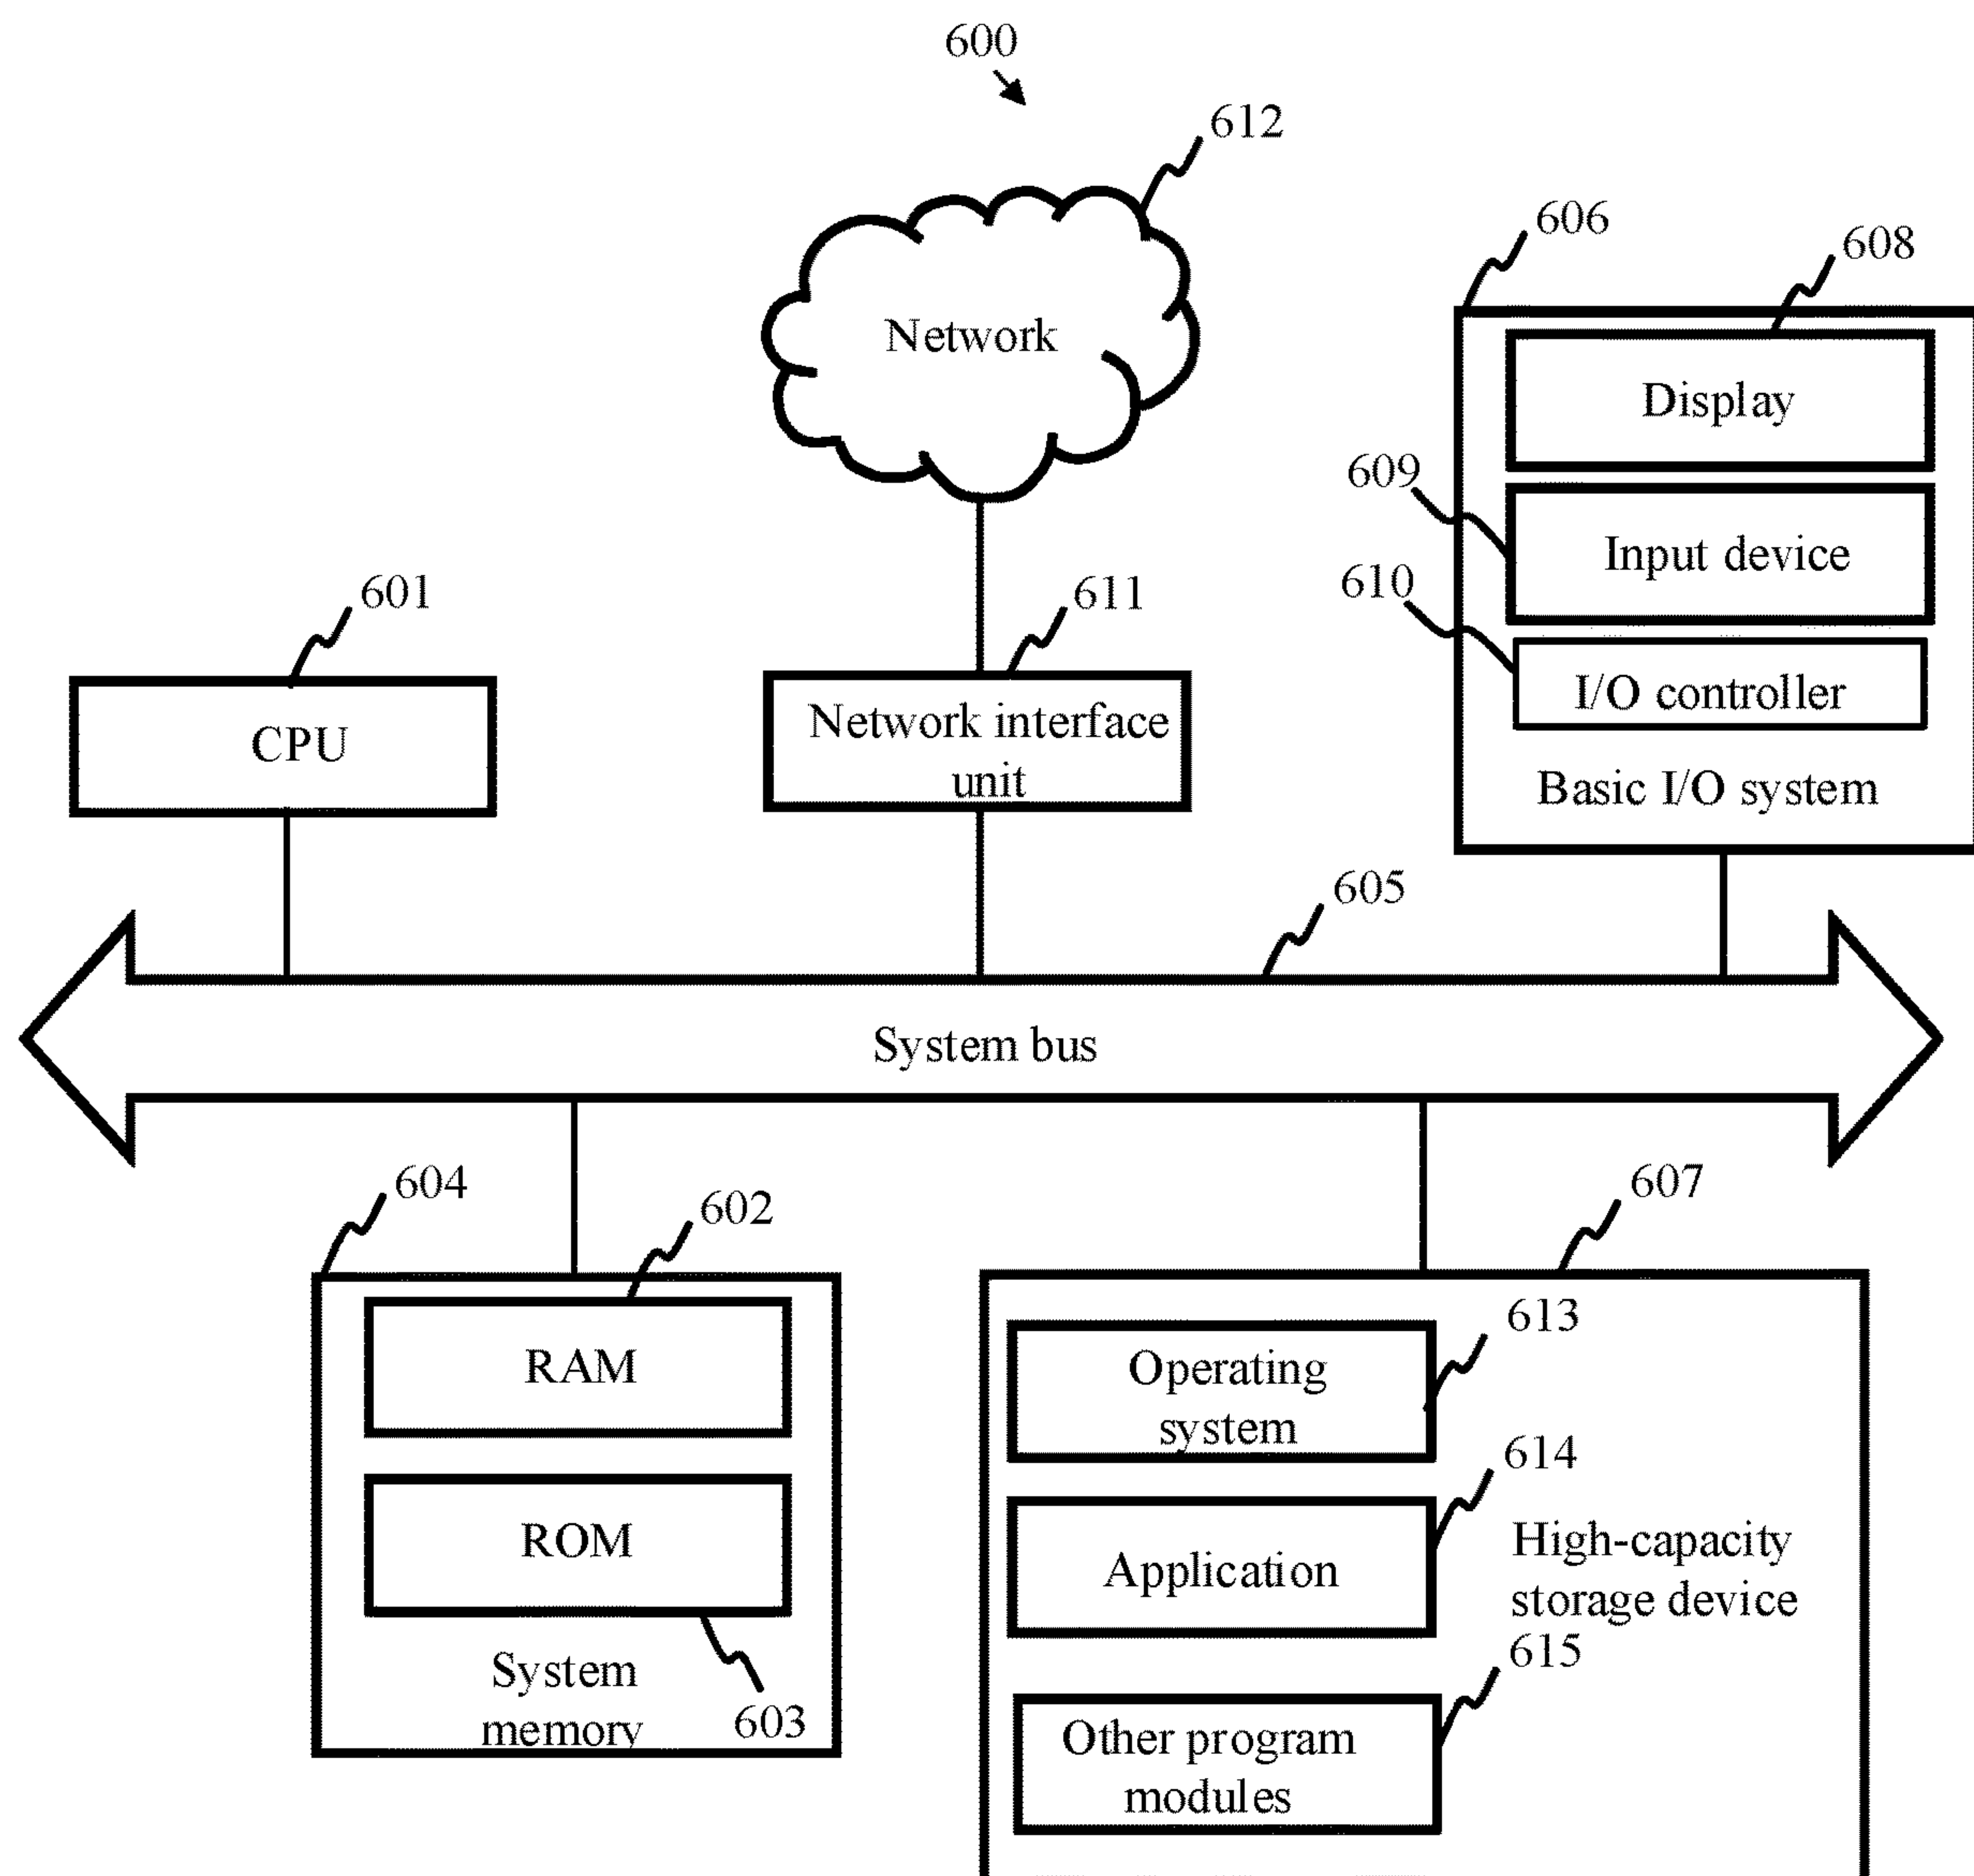 600
612
Network
606
608
Display
609
Input device
610
I/O controller
Basic I/O system
601
CPU
611
Network interface
unit
605
System bus
604
602
RAM
ROM
System
memory
603
607
613
Operating
system
614
Application
High-capacity
storage device
615
Other program
modules